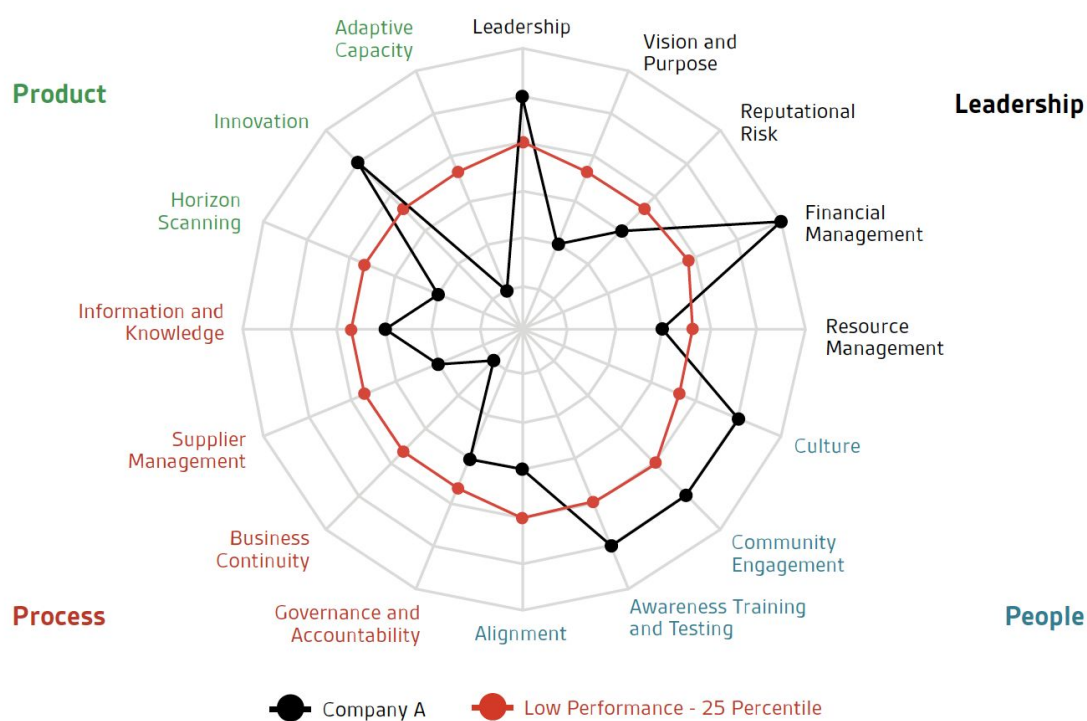 Leadership
Vision and
Purpose
Reputational
Risk
Leadership
Financial
Management
Resource
Management
Culture
Community
Engagement
Awareness Training
and Testing
People
Alignment
Governance and
Accountability
Process
Business
Continuity
Supplier
Management
Information and
Knowledge
Horizon
Scanning
Innovation
Product
Adaptive
Capacity
Company A
Low Performance - 25 Percentile